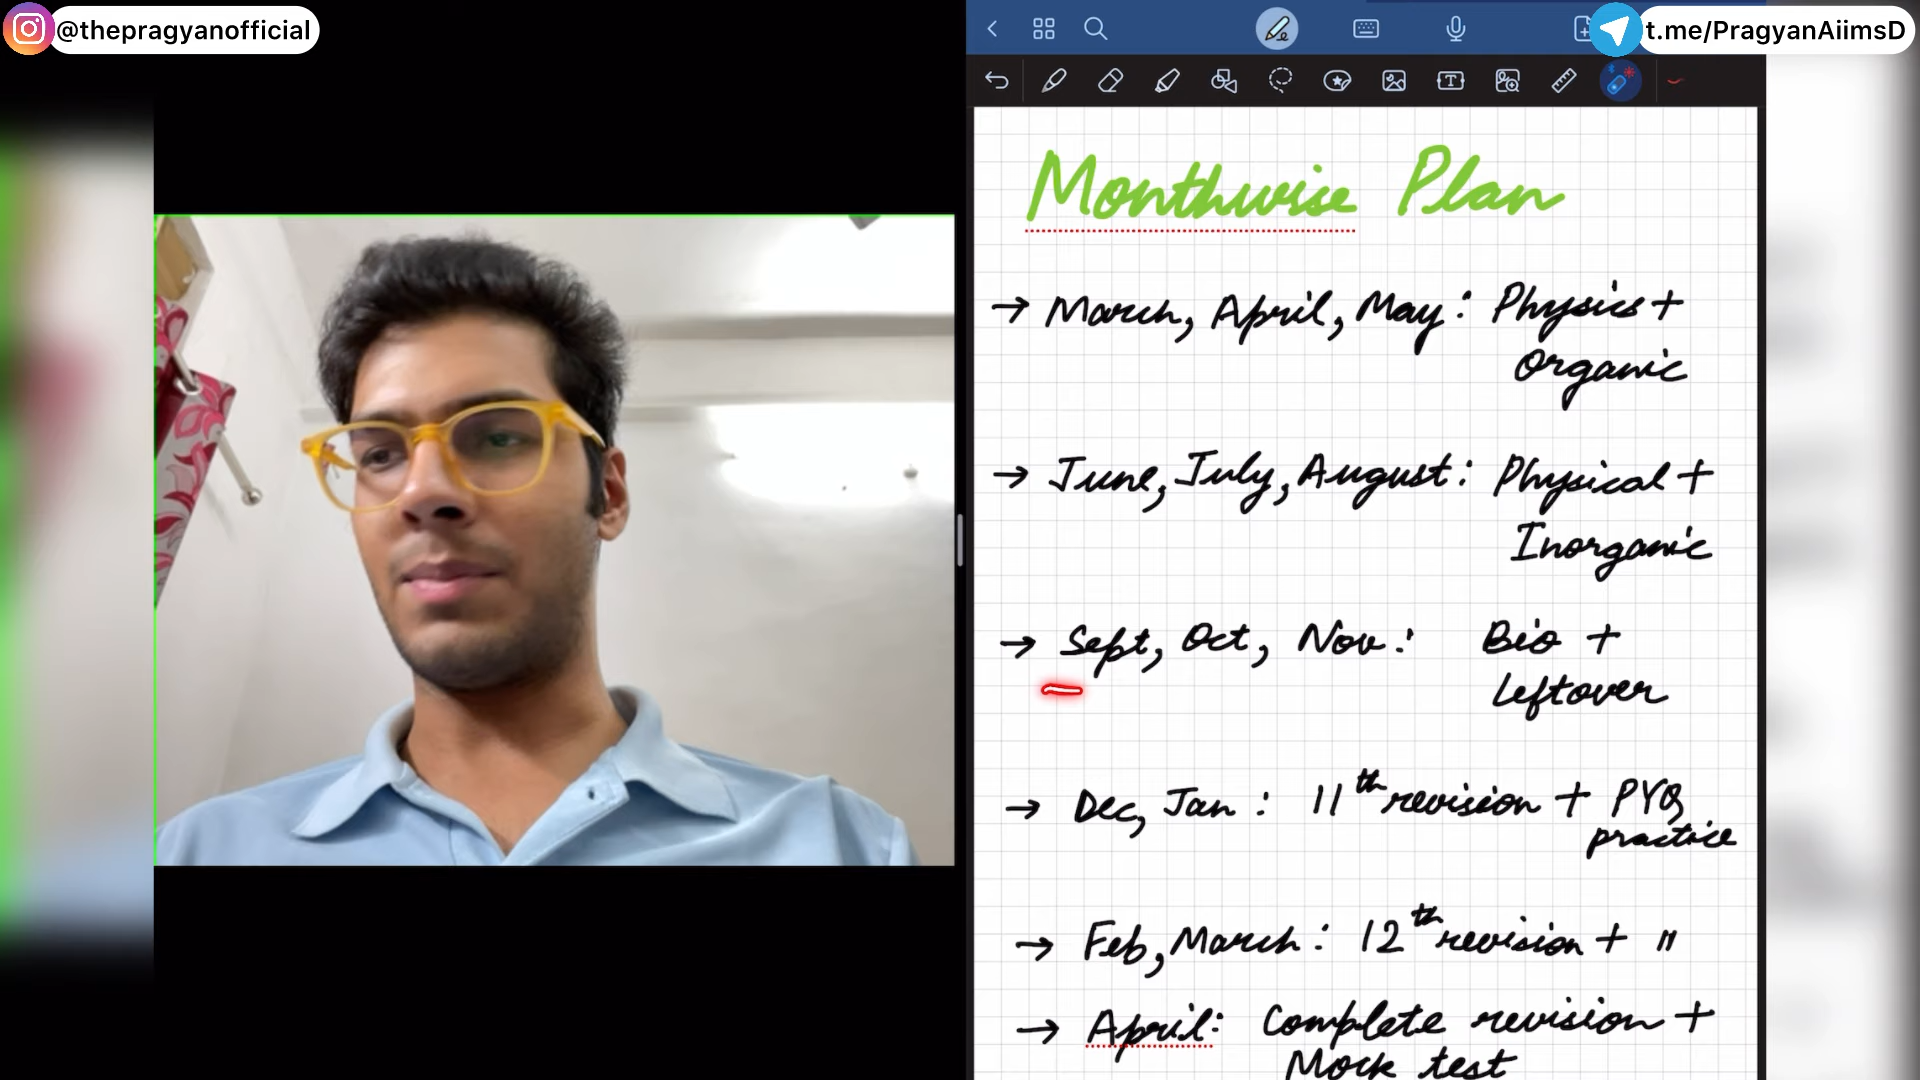 @thepragyanofficial
t.me/PragyanAiimsD
Monthwise Plan
→ March, April, May: Physics +
Organic
→ June, July, August: Physical +
Inorganic
→ Sept, Oct, Nov: Bio +
Leftover
→ Dec, Jan: 11th revision + PYQ
practice
→ Feb, March: 12th revision + "
→ April: Complete revision +
Mock test